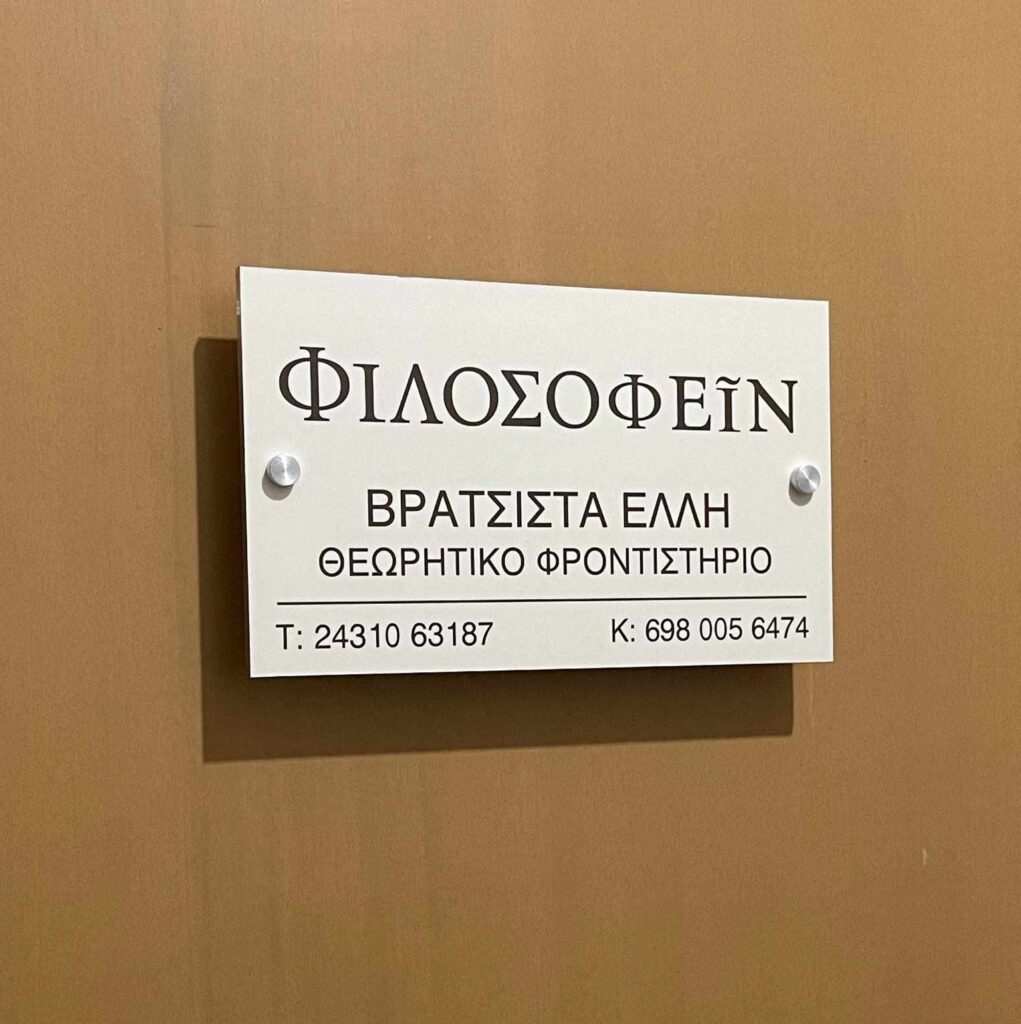 ΦΙΛΟΣΟΦΕῖΝ
ΒΡΑΤΣΙΣΤΑ ΕΛΛΗ
ΘΕΩΡΗΤΙΚΟ ΦΡΟΝΤΙΣΤΗΡΙΟ
Τ: 24310 63187 Κ: 698 005 6474